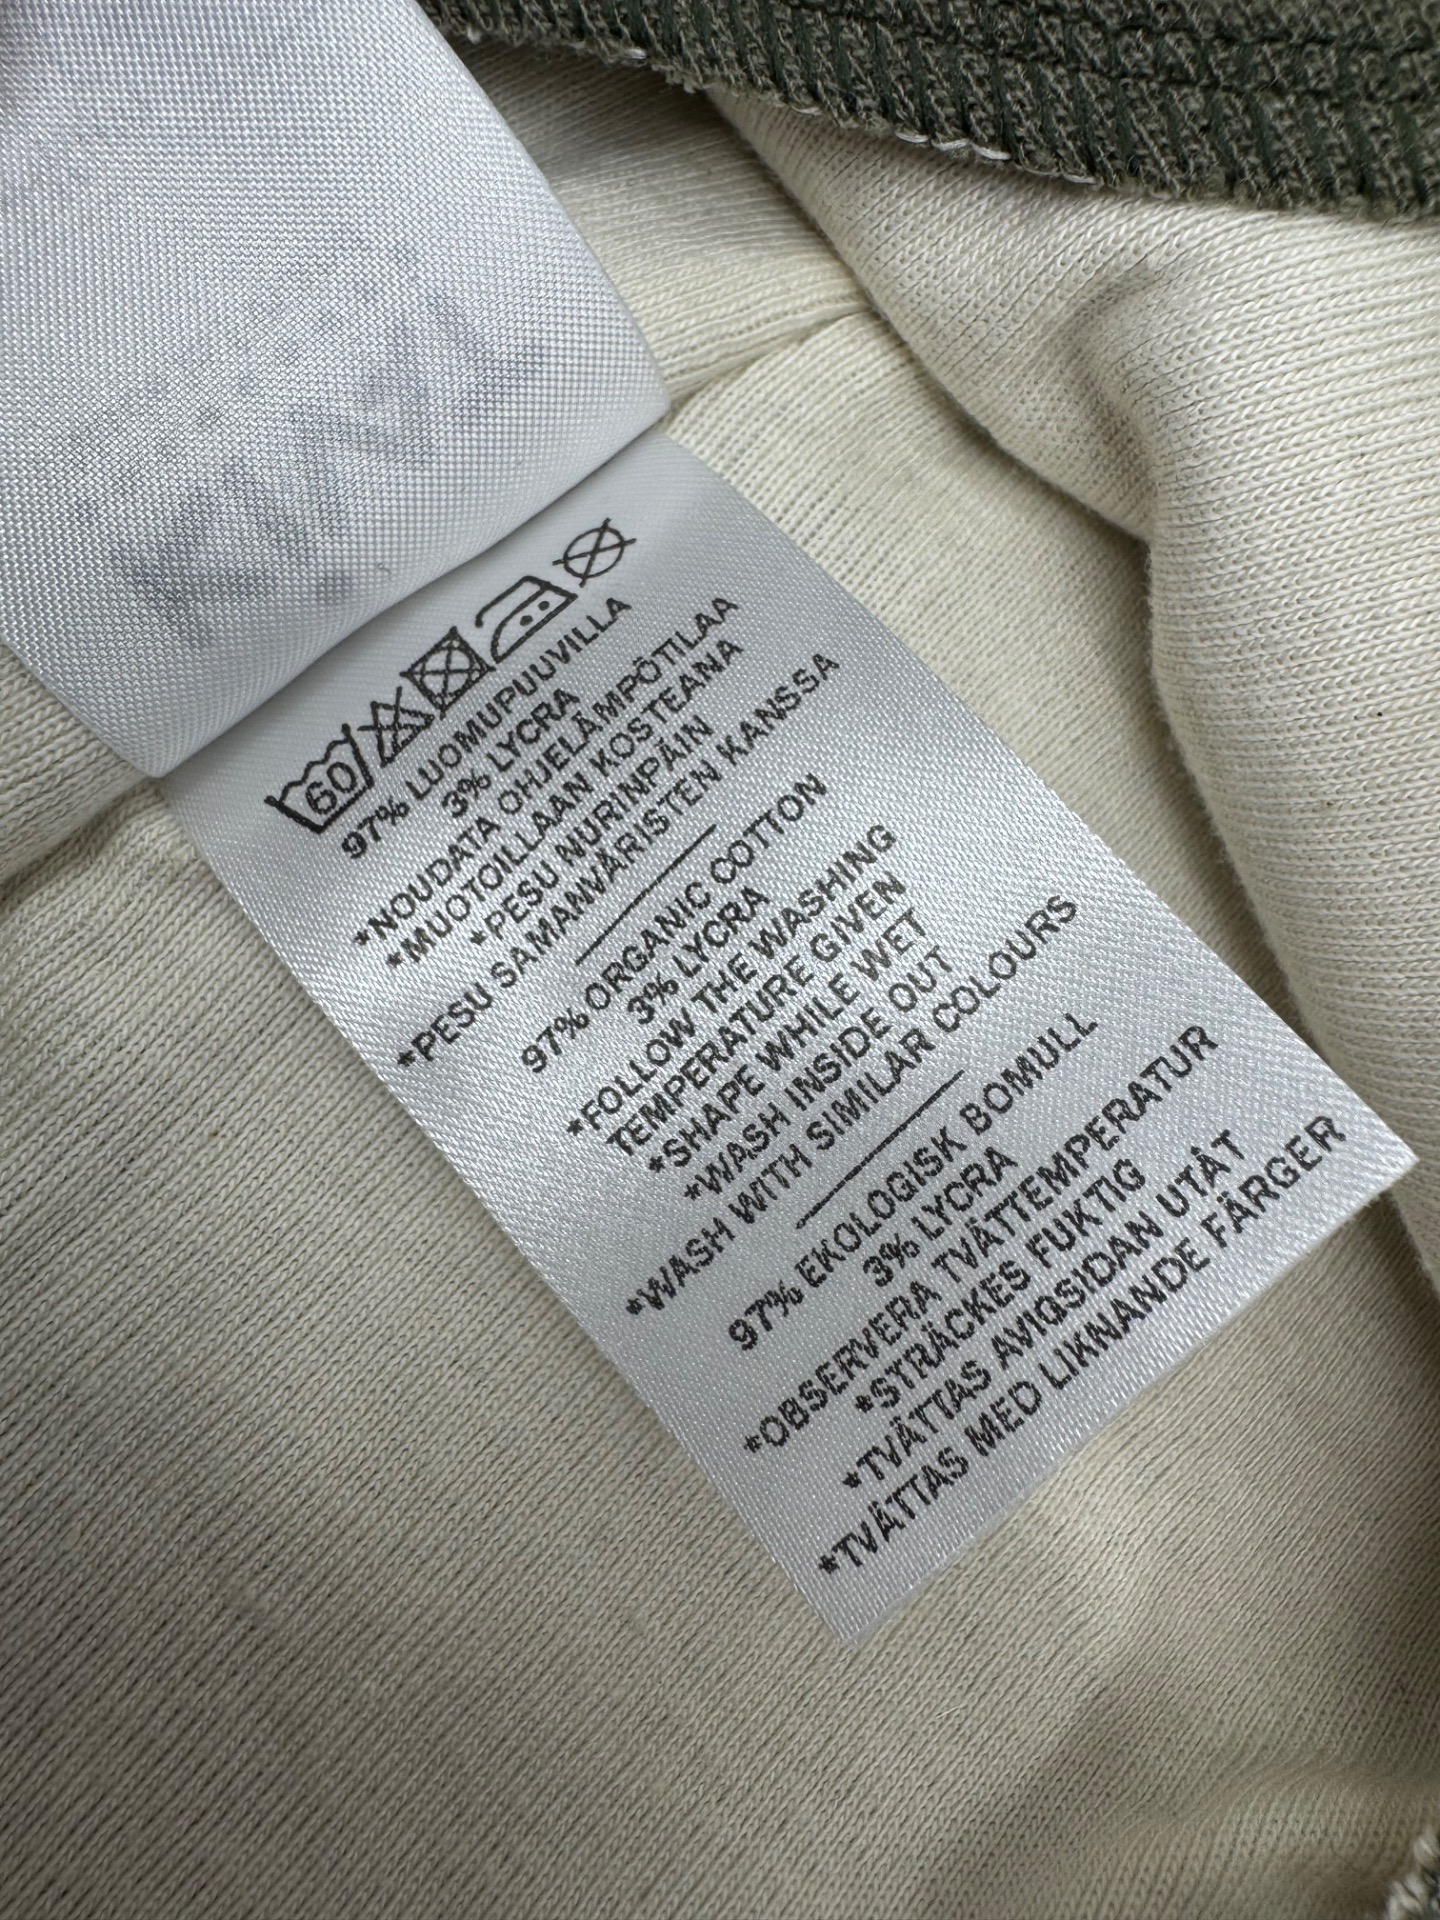 60
97% LUOMUPUUVILLA
3% LYCRA
*NOUDATA OHJELÄMPÖTILAA
*MUOTOILLAAN KOSTEANA
*PESU NURINPÄIN
*PESU SAMANVÄRISTEN KANSSA
97% ORGANIC COTTON
3% LYCRA
*FOLLOW THE WASHING
TEMPERATURE GIVEN
*SHAPE WHILE WET
*WASH INSIDE OUT
*WASH WITH SIMILAR COLOURS
97% EKOLOGISK BOMULL
3% LYCRA
*OBSERVERA TVÄTTEMPERATUR
*STRÄCKES FUKTIG
*TVÄTTAS AVIGSIDAN UTÅT
*TVÄTTAS MED LIKNANDE FÄRGER